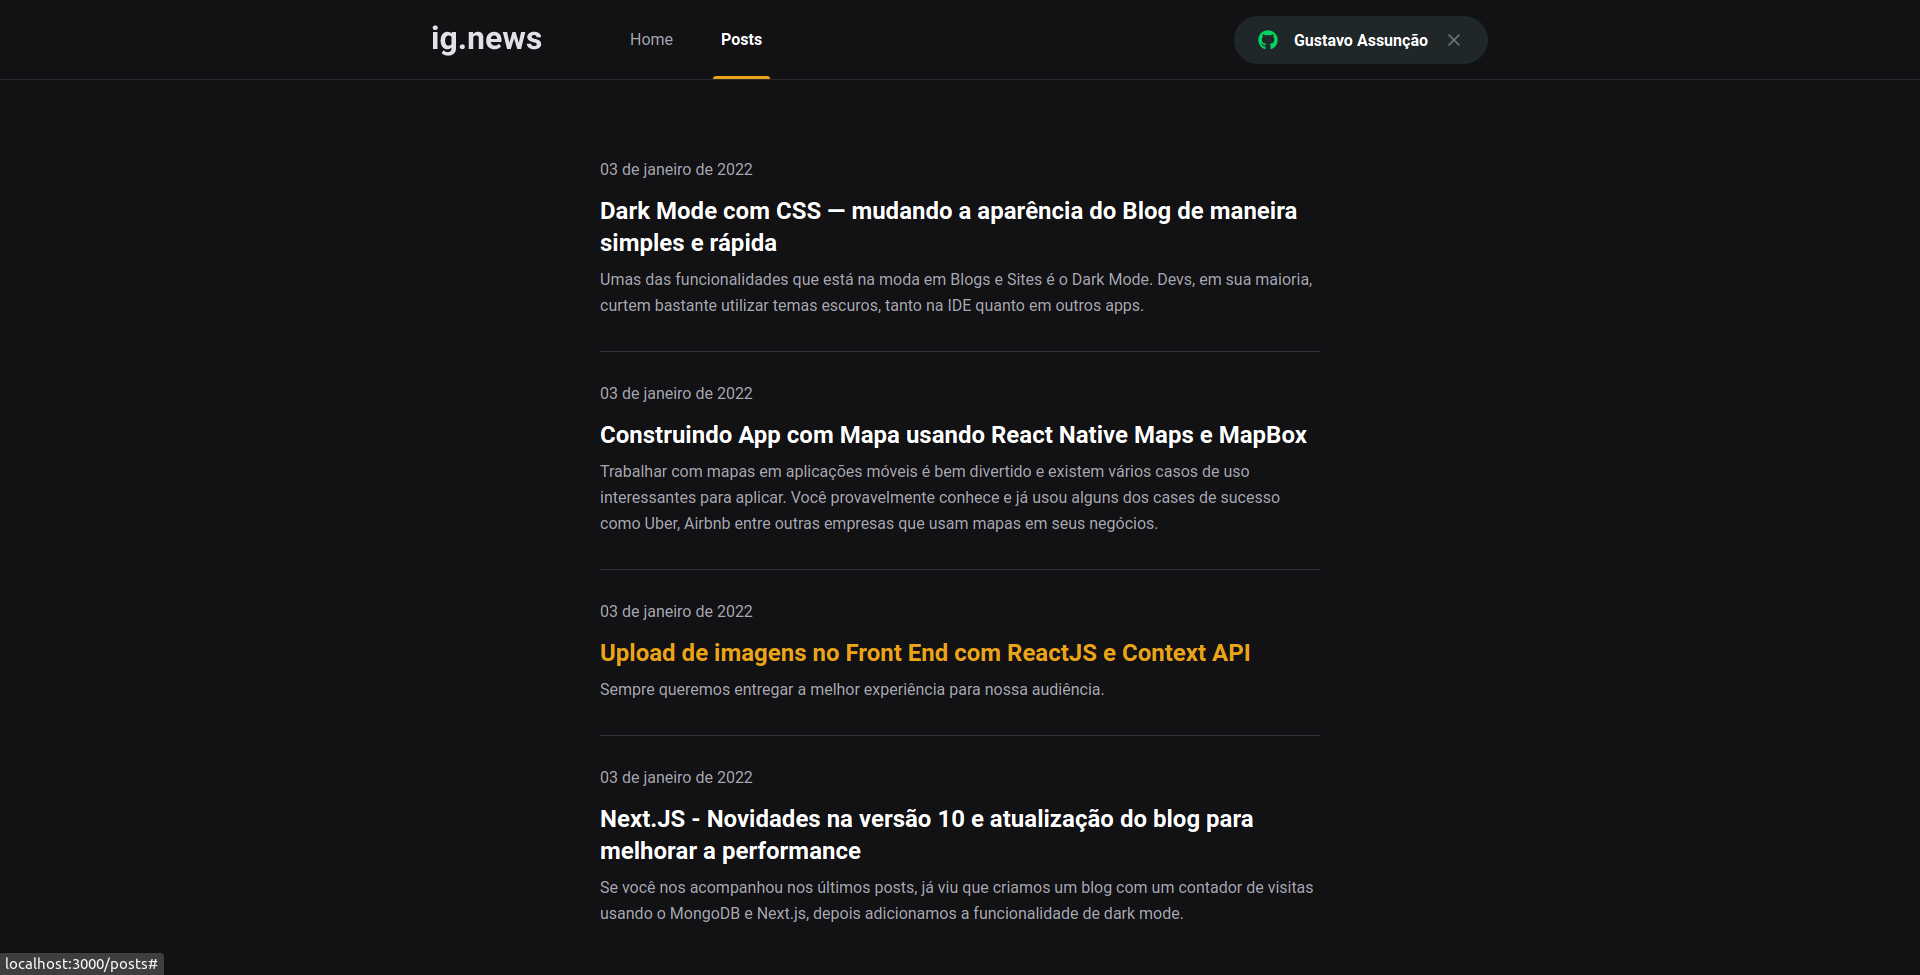 ig.news
Home
Posts
Gustavo Assunção
03 de janeiro de 2022
Dark Mode com CSS — mudando a aparência do Blog de maneira
simples e rápida
Umas das funcionalidades que está na moda em Blogs e Sites é o Dark Mode. Devs, em sua maioria,
curtem bastante utilizar temas escuros, tanto na IDE quanto em outros apps.
03 de janeiro de 2022
Construindo App com Mapa usando React Native Maps e MapBox
Trabalhar com mapas em aplicações móveis é bem divertido e existem vários casos de uso
interessantes para aplicar. Você provavelmente conhece e já usou alguns dos cases de sucesso
como Uber, Airbnb entre outras empresas que usam mapas em seus negócios.
03 de janeiro de 2022
Upload de imagens no Front End com ReactJS e Context API
Sempre queremos entregar a melhor experiência para nossa audiência.
03 de janeiro de 2022
Next.JS - Novidades na versão 10 e atualização do blog para
melhorar a performance
Se você nos acompanhou nos últimos posts, já viu que criamos um blog com um contador de visitas
usando o MongoDB e Next.js, depois adicionamos a funcionalidade de dark mode.
localhost:3000/posts#